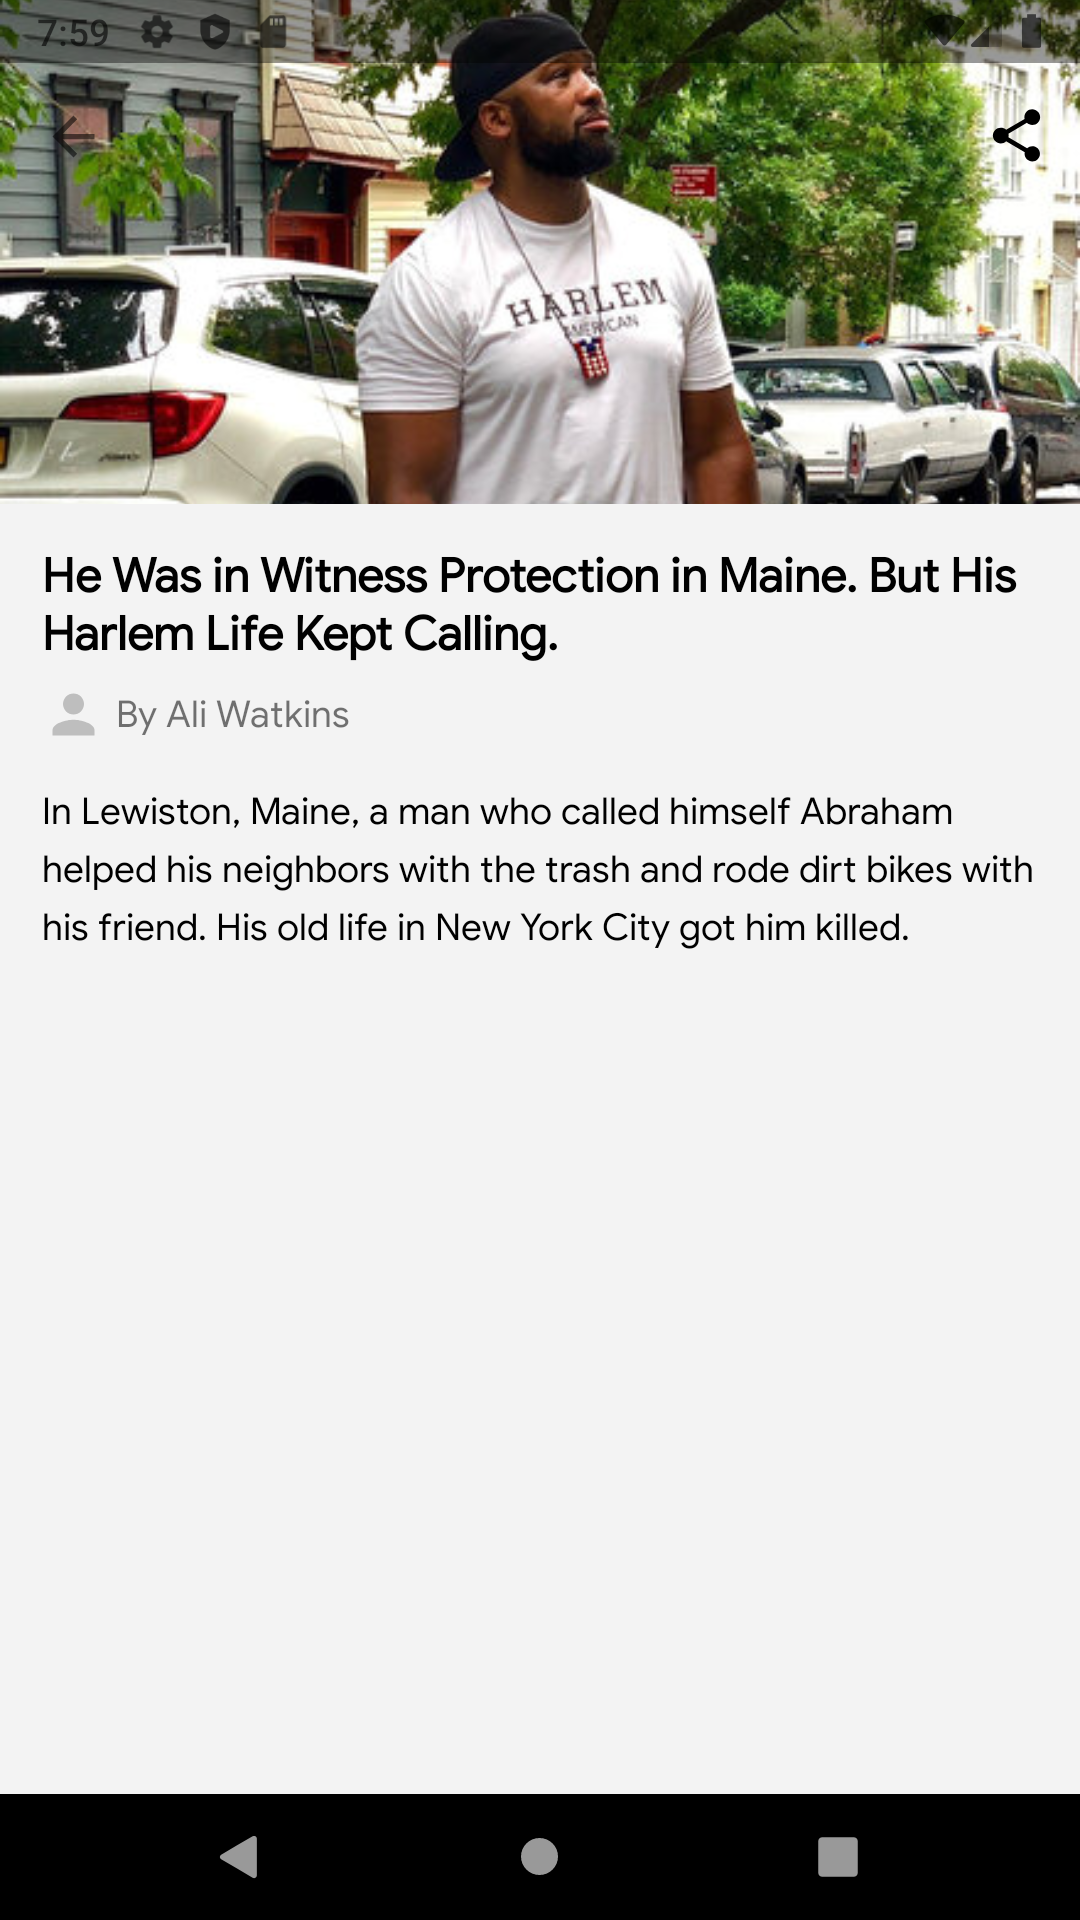 7:59
HARLEM
AMERICAN
He Was in Witness Protection in Maine. But His
Harlem Life Kept Calling.
By Ali Watkins
In Lewiston, Maine, a man who called himself Abraham
helped his neighbors with the trash and rode dirt bikes with
his friend. His old life in New York City got him killed.